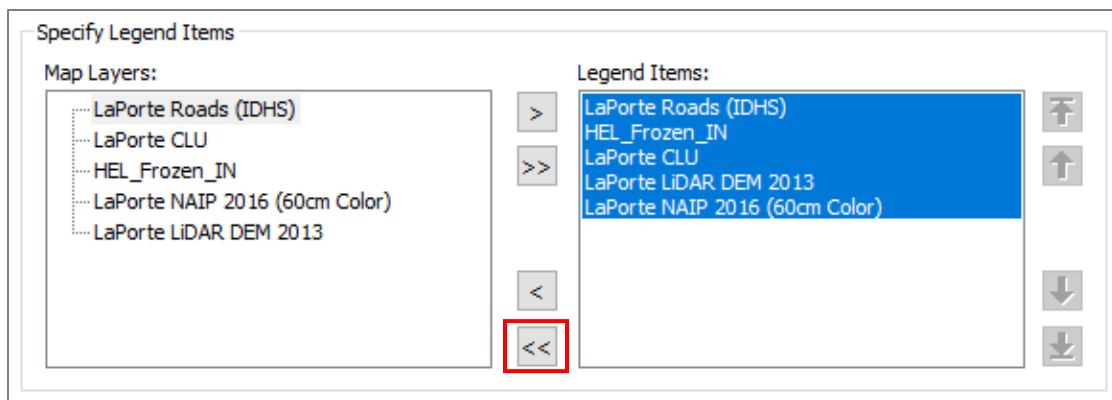 Specify Legend Items
Map Layers:
LaPorte Roads (IDHS)
LaPorte CLU
HEL_Frozen_IN
LaPorte NAIP 2016 (60cm Color)
LaPorte LiDAR DEM 2013
>
>>
<
<<
Legend Items:
LaPorte Roads (IDHS)
HEL_Frozen_IN
LaPorte CLU
LaPorte LiDAR DEM 2013
LaPorte NAIP 2016 (60cm Color)